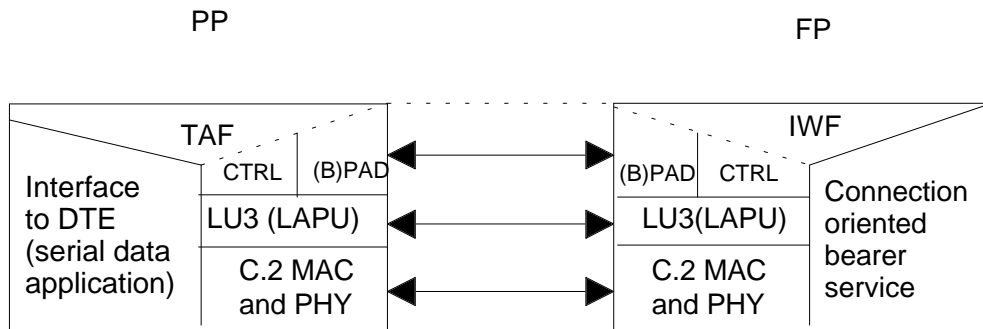 PP
FP
TAF
IWF
CTRL
(B)PAD
(B)PAD
CTRL
Interface
to DTE
(serial data
application)
LU3 (LAPU)
LU3(LAPU)
Connection
oriented
bearer
service
C.2 MAC
and PHY
C.2 MAC
and PHY